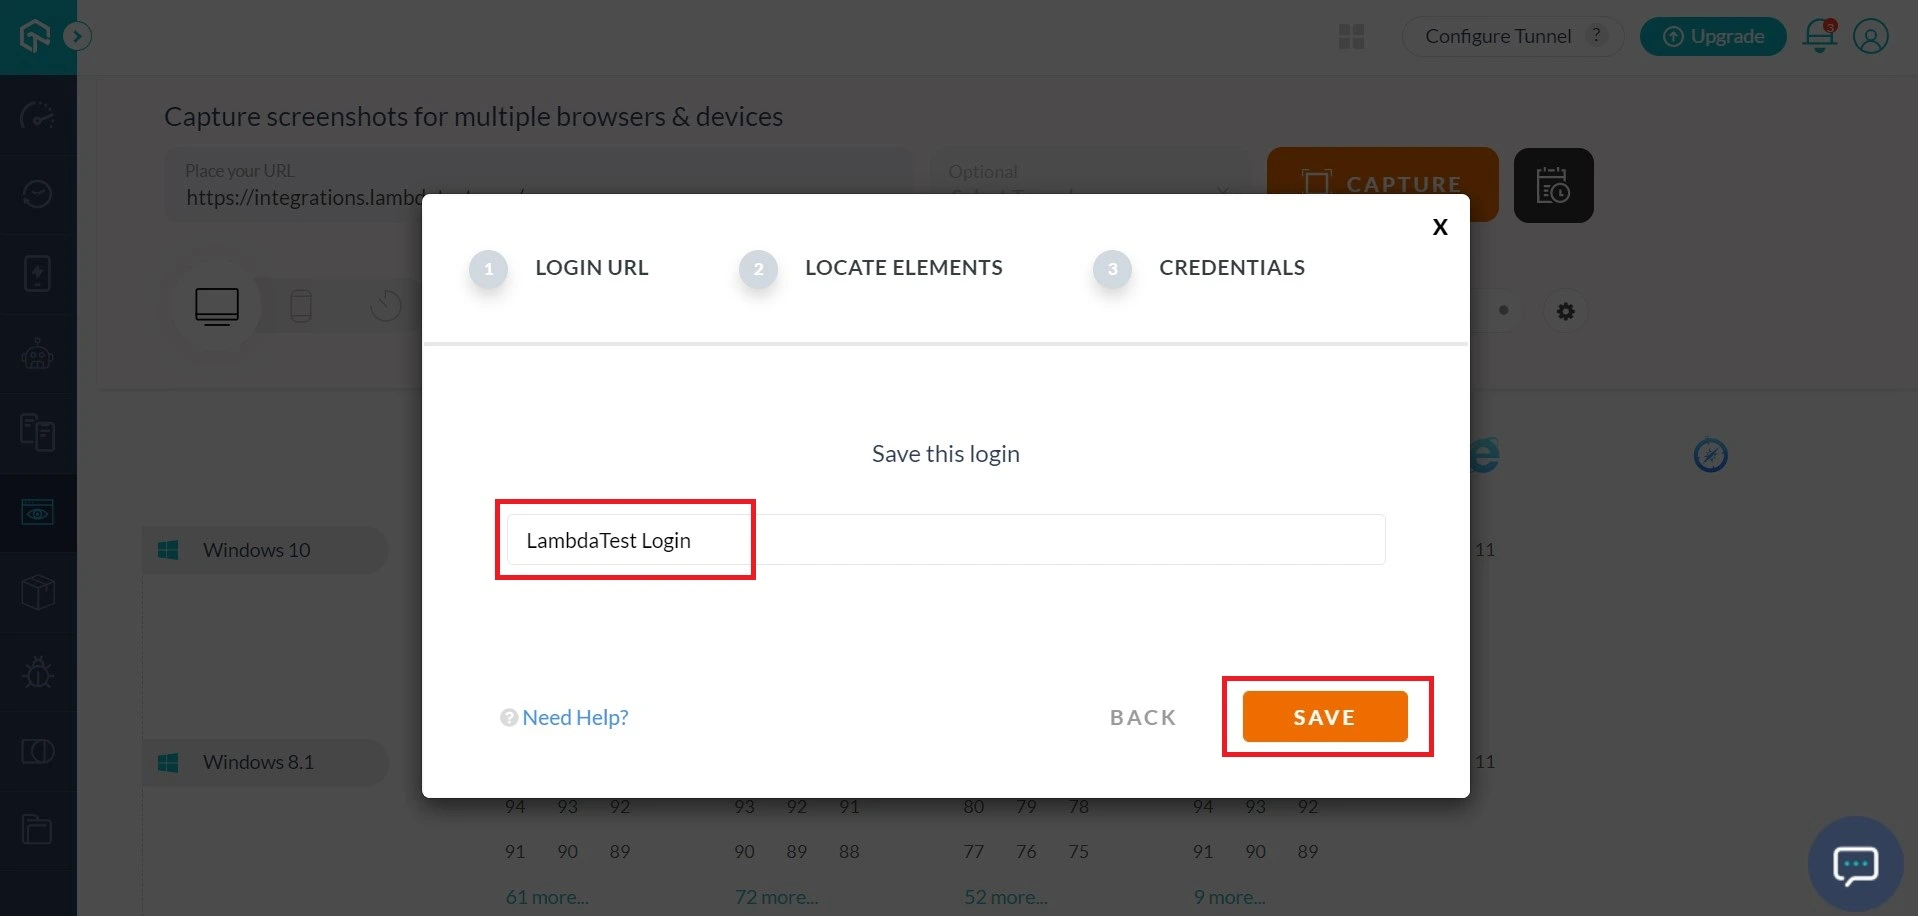 Configure Tunnel ?
Upgrade
3
Capture screenshots for multiple browsers & devices
Place your URL
Optional
https://integrations.lambd
CAPTURE
X
1 LOGIN URL
2 LOCATE ELEMENTS
3 CREDENTIALS
Save this login
LambdaTest Login
Windows 10
11
? Need Help?
BACK
SAVE
Windows 8.1
11
94 93 92 93 92 91 80 79 78 94 93 92
91 90 89 90 89 88 77 76 75 91 90 89
61 more... 72 more... 52 more... 9 more...